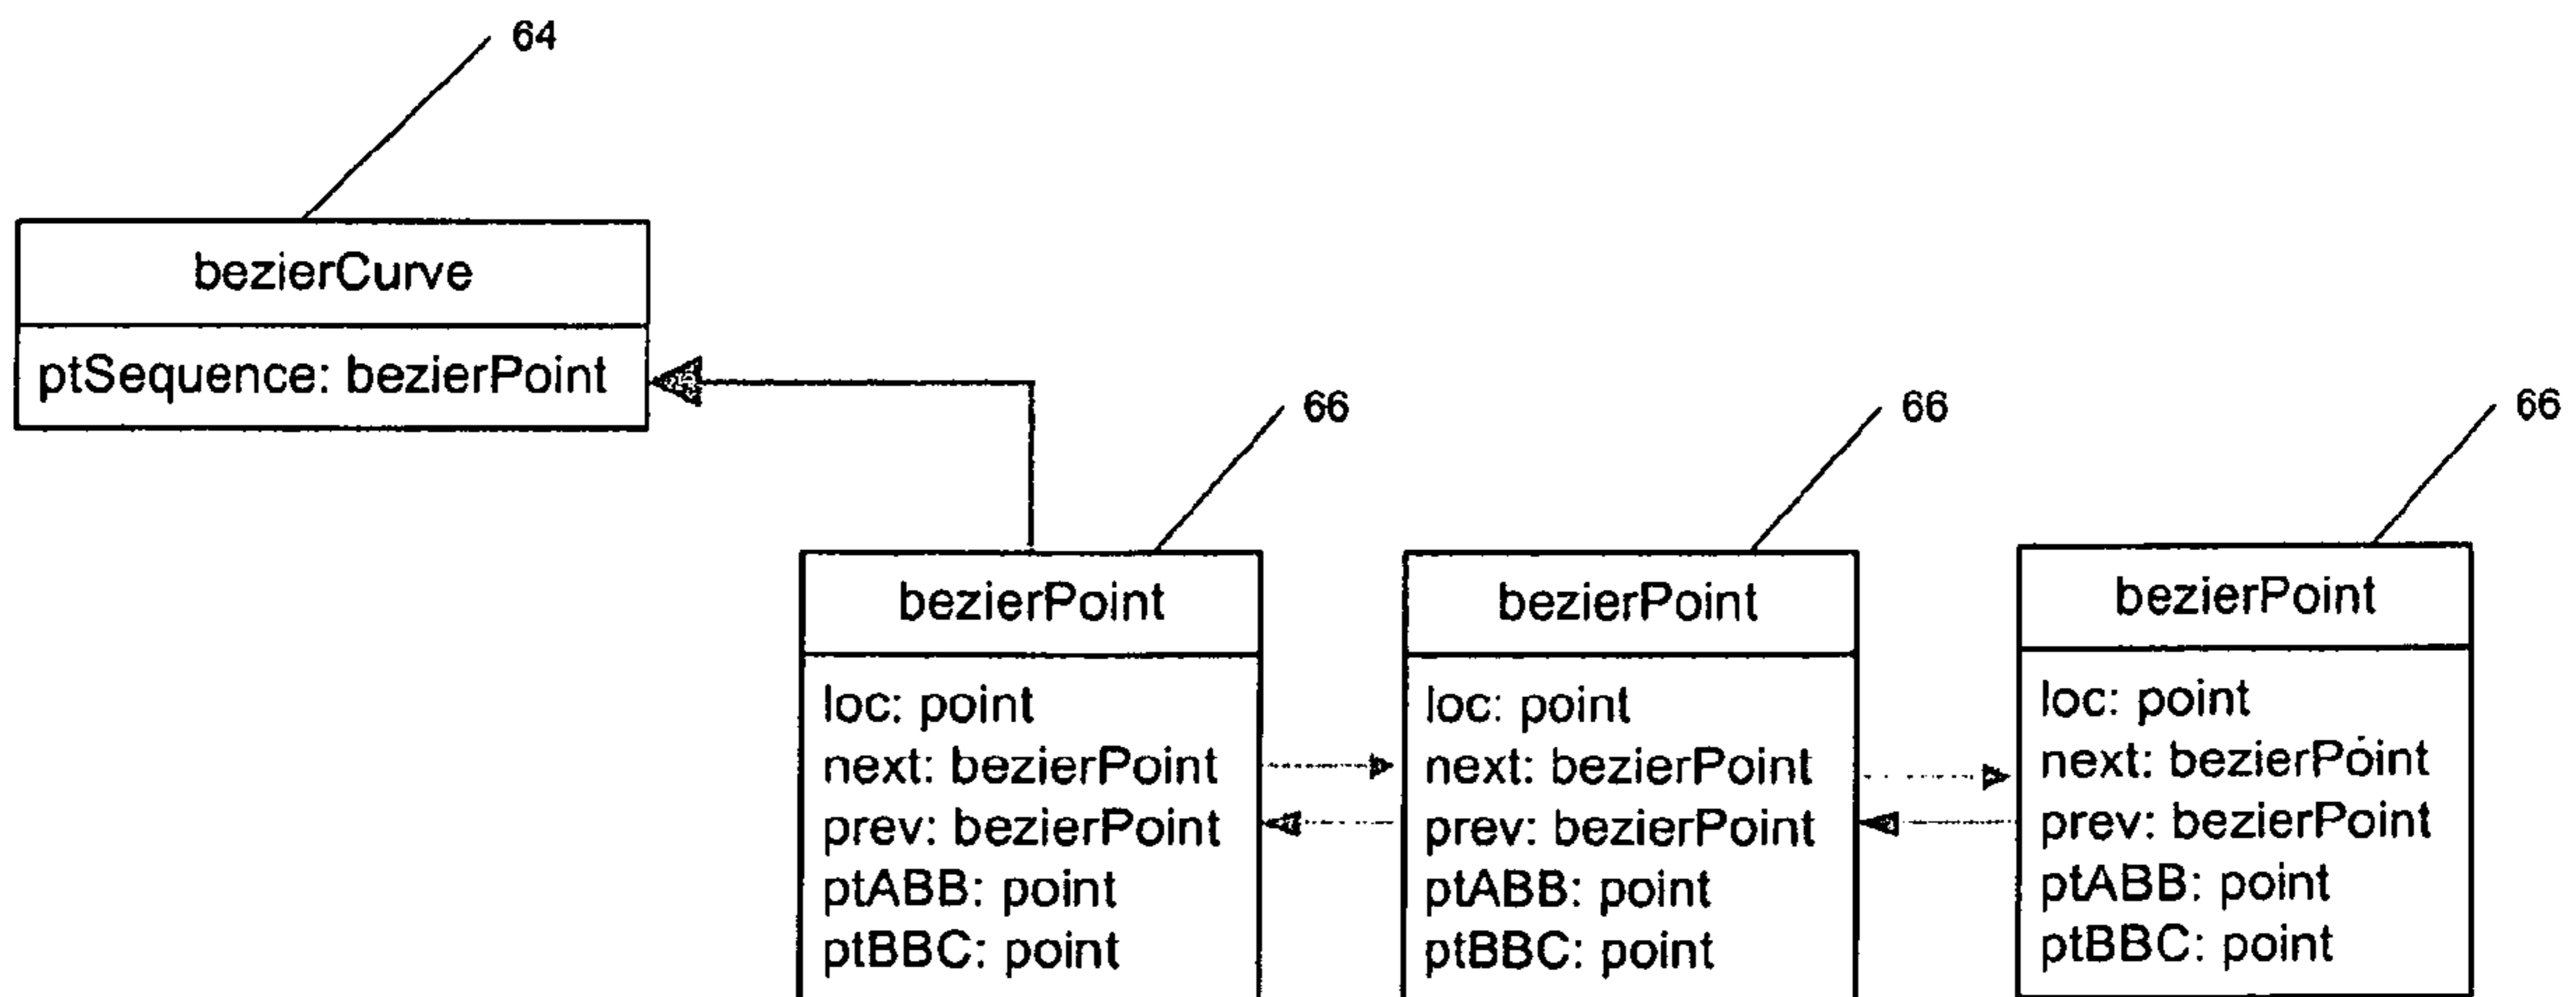 64
bezierCurve
ptSequence: bezierPoint
66
66
66
bezierPoint
loc: point
next: bezierPoint
prev: bezierPoint
ptABB: point
ptBBC: point
bezierPoint
loc: point
next: bezierPoint
prev: bezierPoint
ptABB: point
ptBBC: point
bezierPoint
loc: point
next: bezierPoint
prev: bezierPoint
ptABB: point
ptBBC: point